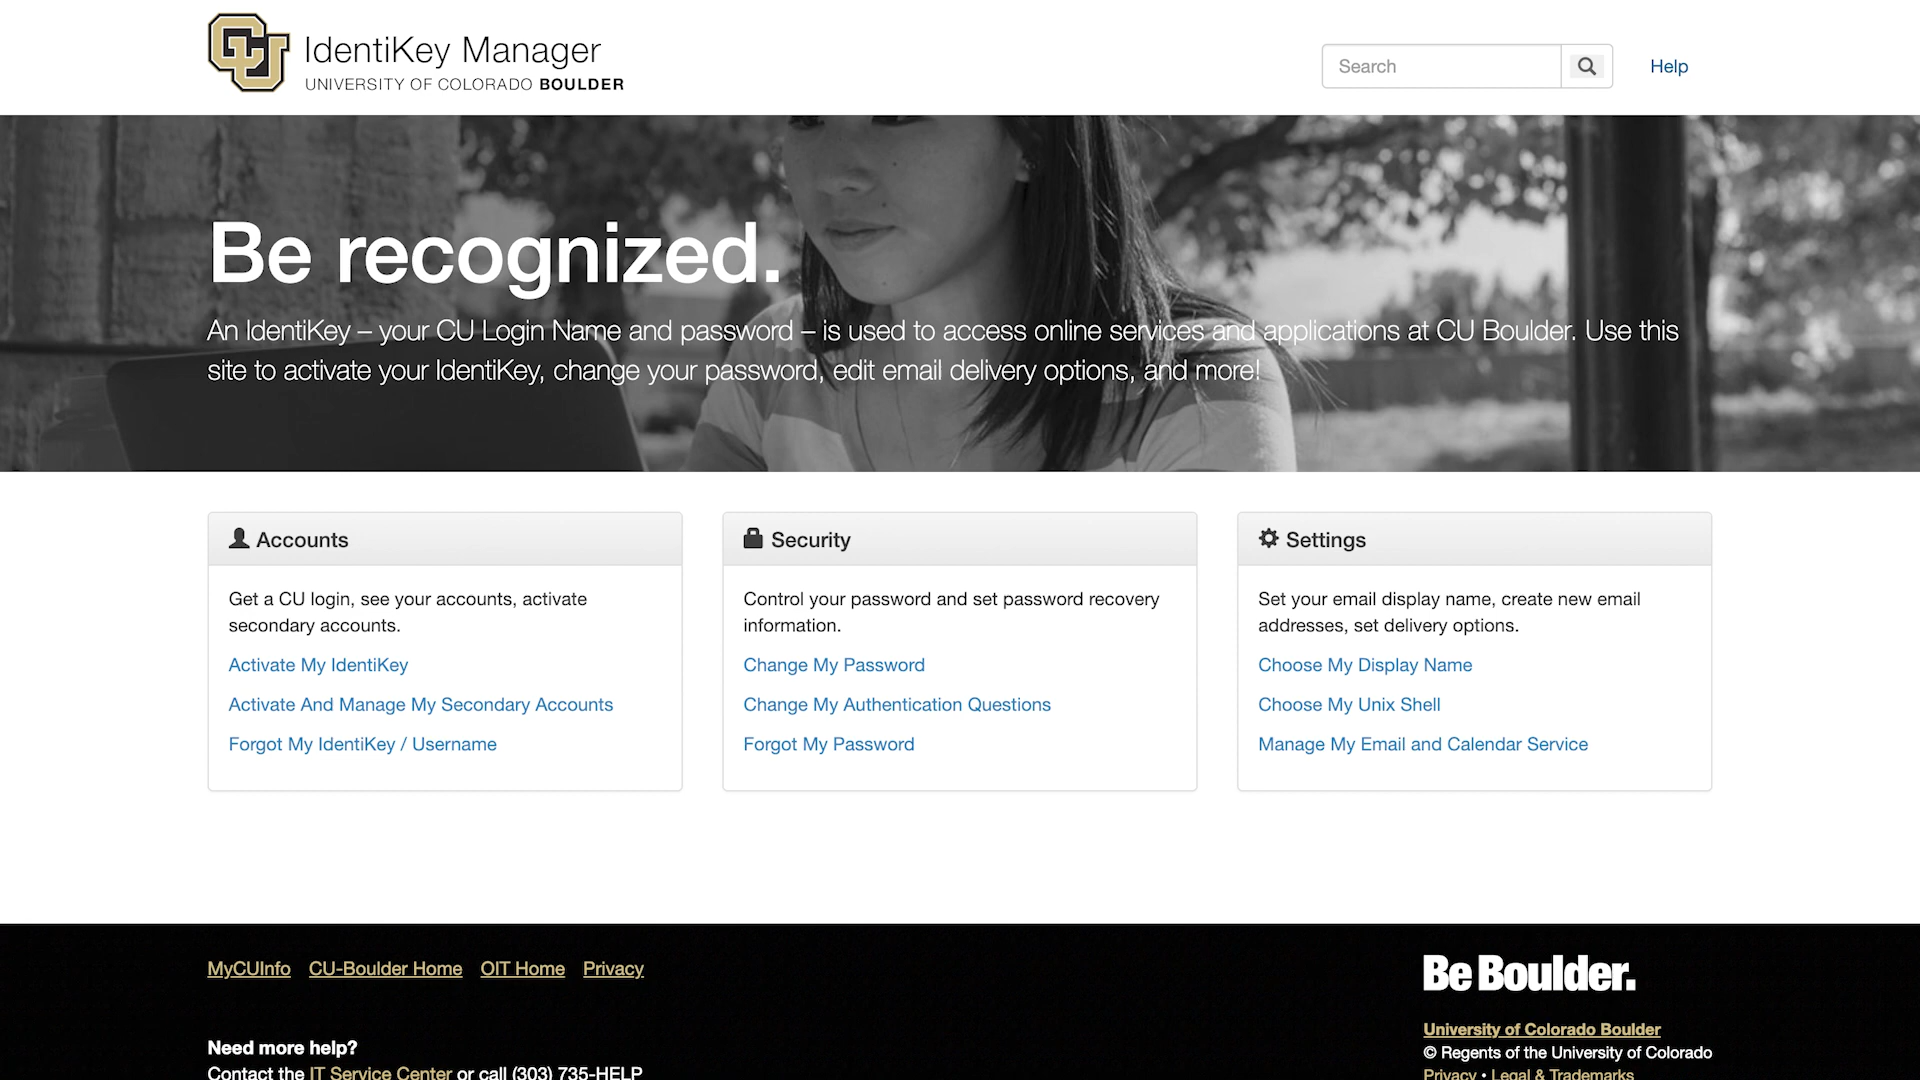 IdentiKey Manager
UNIVERSITY OF COLORADO BOULDER
Search
Help
Be recognized.
An IdentiKey – your CU Login Name and password – is used to access online services and applications at CU Boulder. Use this
site to activate your IdentiKey, change your password, edit email delivery options, and more!
Accounts
Get a CU login, see your accounts, activate
secondary accounts.
Activate My IdentiKey
Activate And Manage My Secondary Accounts
Forgot My IdentiKey / Username
Security
Control your password and set password recovery
information.
Change My Password
Change My Authentication Questions
Forgot My Password
Settings
Set your email display name, create new email
addresses, set delivery options.
Choose My Display Name
Choose My Unix Shell
Manage My Email and Calendar Service
MyCUInfo CU-Boulder Home OIT Home Privacy
Need more help?
Contact the IT Service Center or call (303) 735-HELP
Be Boulder.
University of Colorado Boulder
© Regents of the University of Colorado
Privacy • Legal & Trademarks